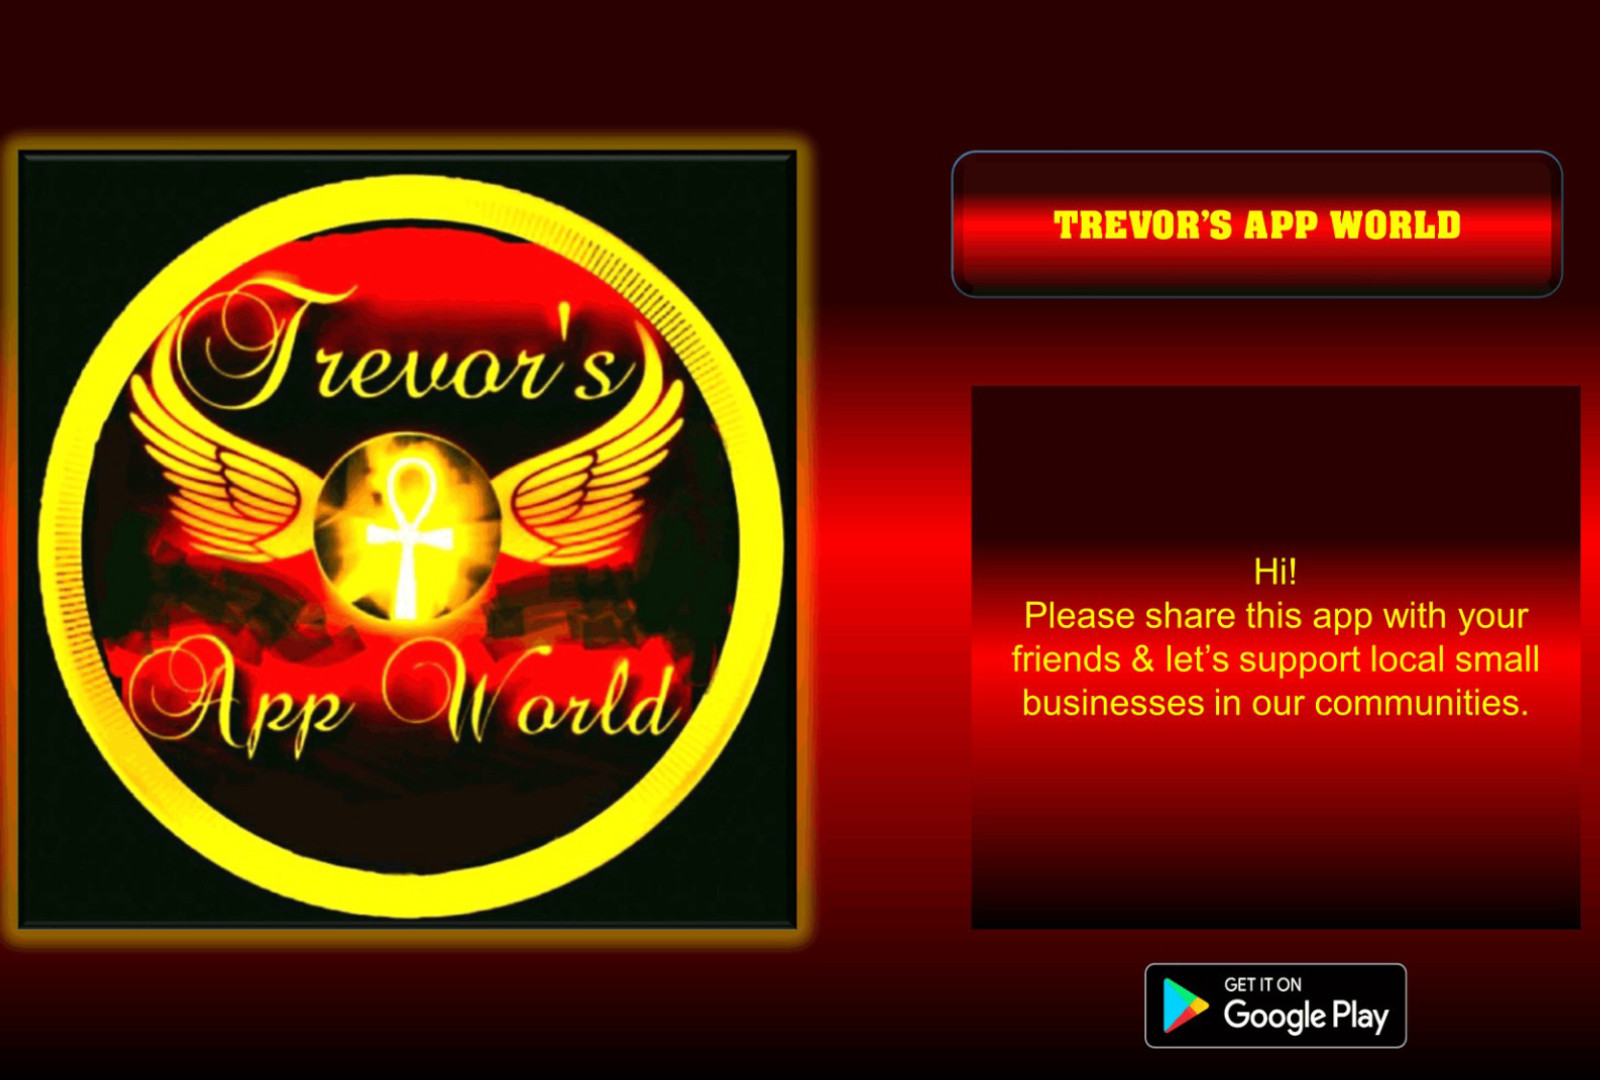 Trevor's
App World
TREVOR’S APP WORLD
Hi!
Please share this app with your
friends & let’s support local small
businesses in our communities.
GET IT ON
Google Play